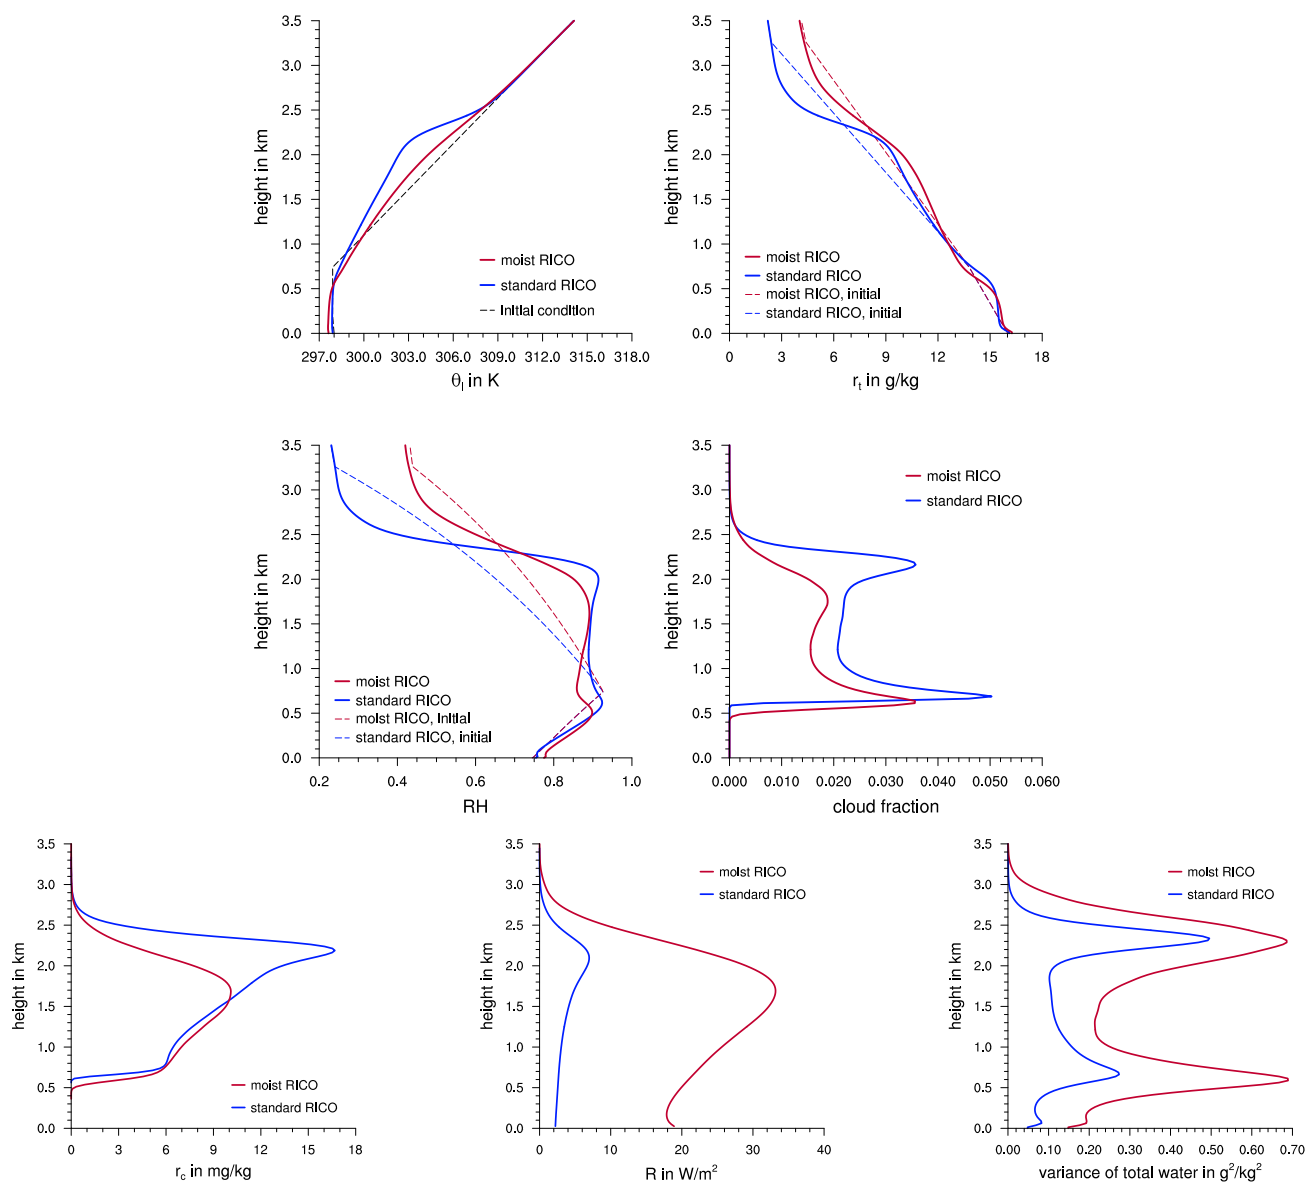 3.5
3.0
2.5
2.0
1.5
1.0
0.5
0.0
height in km
297.0 300.0 303.0 306.0 309.0 312.0 315.0 318.0
θl in K
moist RICO
standard RICO
initial condition
3.5
3.0
2.5
2.0
1.5
1.0
0.5
0.0
height in km
0 3 6 9 12 15 18
rt in g/kg
moist RICO
standard RICO
moist RICO, initial
standard RICO, initial
3.5
3.0
2.5
2.0
1.5
1.0
0.5
0.0
height in km
0.2 0.4 0.6 0.8 1.0
RH
moist RICO
standard RICO
moist RICO, initial
standard RICO, initial
3.5
3.0
2.5
2.0
1.5
1.0
0.5
0.0
height in km
0.000 0.010 0.020 0.030 0.040 0.050 0.060
cloud fraction
moist RICO
standard RICO
3.5
3.0
2.5
2.0
1.5
1.0
0.5
0.0
height in km
0 3 6 9 12 15 18
rc in mg/kg
moist RICO
standard RICO
3.5
3.0
2.5
2.0
1.5
1.0
0.5
0.0
height in km
0 10 20 30 40
R in W/m²
moist RICO
standard RICO
3.5
3.0
2.5
2.0
1.5
1.0
0.5
0.0
height in km
0.00 0.10 0.20 0.30 0.40 0.50 0.60 0.70
variance of total water in g²/kg²
moist RICO
standard RICO